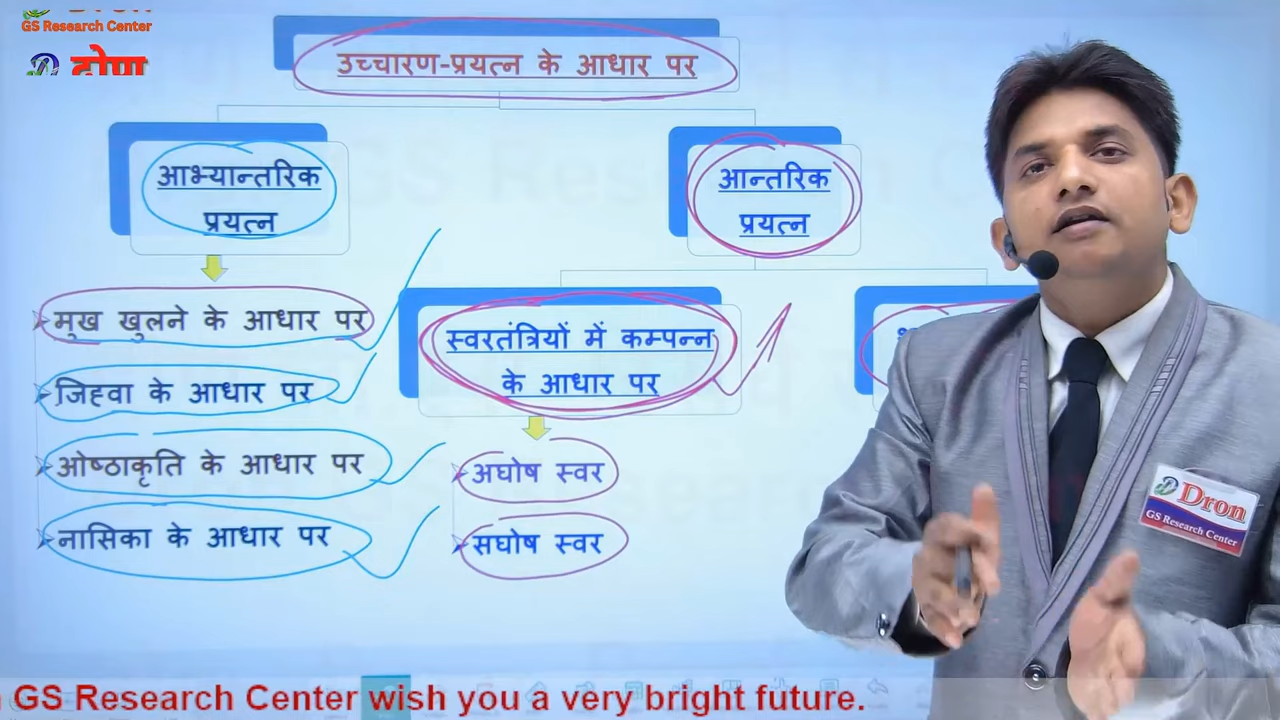 GS Research Center
द्रोण
उच्चारण-प्रयत्न के आधार पर
आभ्यान्तरिक
प्रयत्न
आन्तरिक
प्रयत्न
मुख खुलने के आधार पर
जिह्वा के आधार पर
ओष्ठाकृति के आधार पर
नासिका के आधार पर
स्वरतंत्रियों में कम्पन्न
के आधार पर
अघोष स्वर
सघोष स्वर
Dron
GS Research Center
GS Research Center wish you a very bright future.